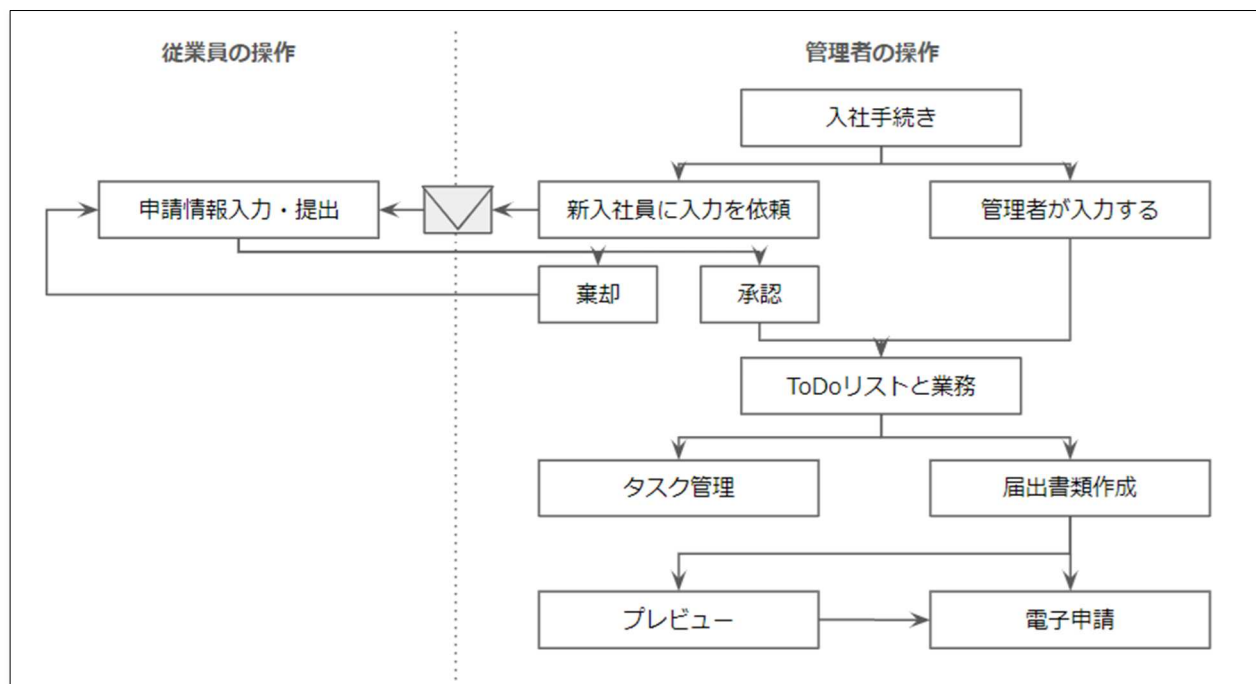 従業員の操作
管理者の操作
入社手続き
申請情報入力・提出
新入社員に入力を依頼
管理者が入力する
棄却
承認
ToDoリストと業務
タスク管理
届出書類作成
プレビュー
電子申請